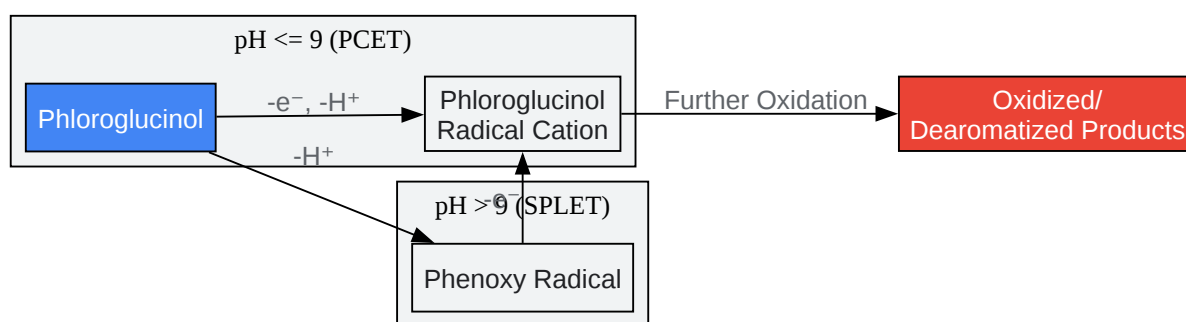 pH <= 9 (PCET)
Phloroglucinol
-e⁻, -H⁺
Phloroglucinol
Radical Cation
Further Oxidation
Oxidized/
Dearomatized Products
-H⁺
-e⁻
pH > 9 (SPLET)
Phenoxy Radical